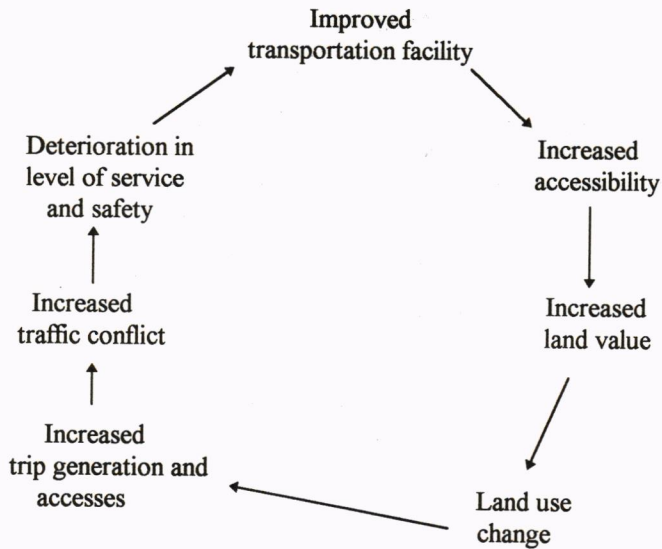 Improved
transportation facility
Increased
accessibility
Increased
land value
Land use
change
Increased
trip generation and
accesses
Increased
traffic conflict
Deterioration in
level of service
and safety